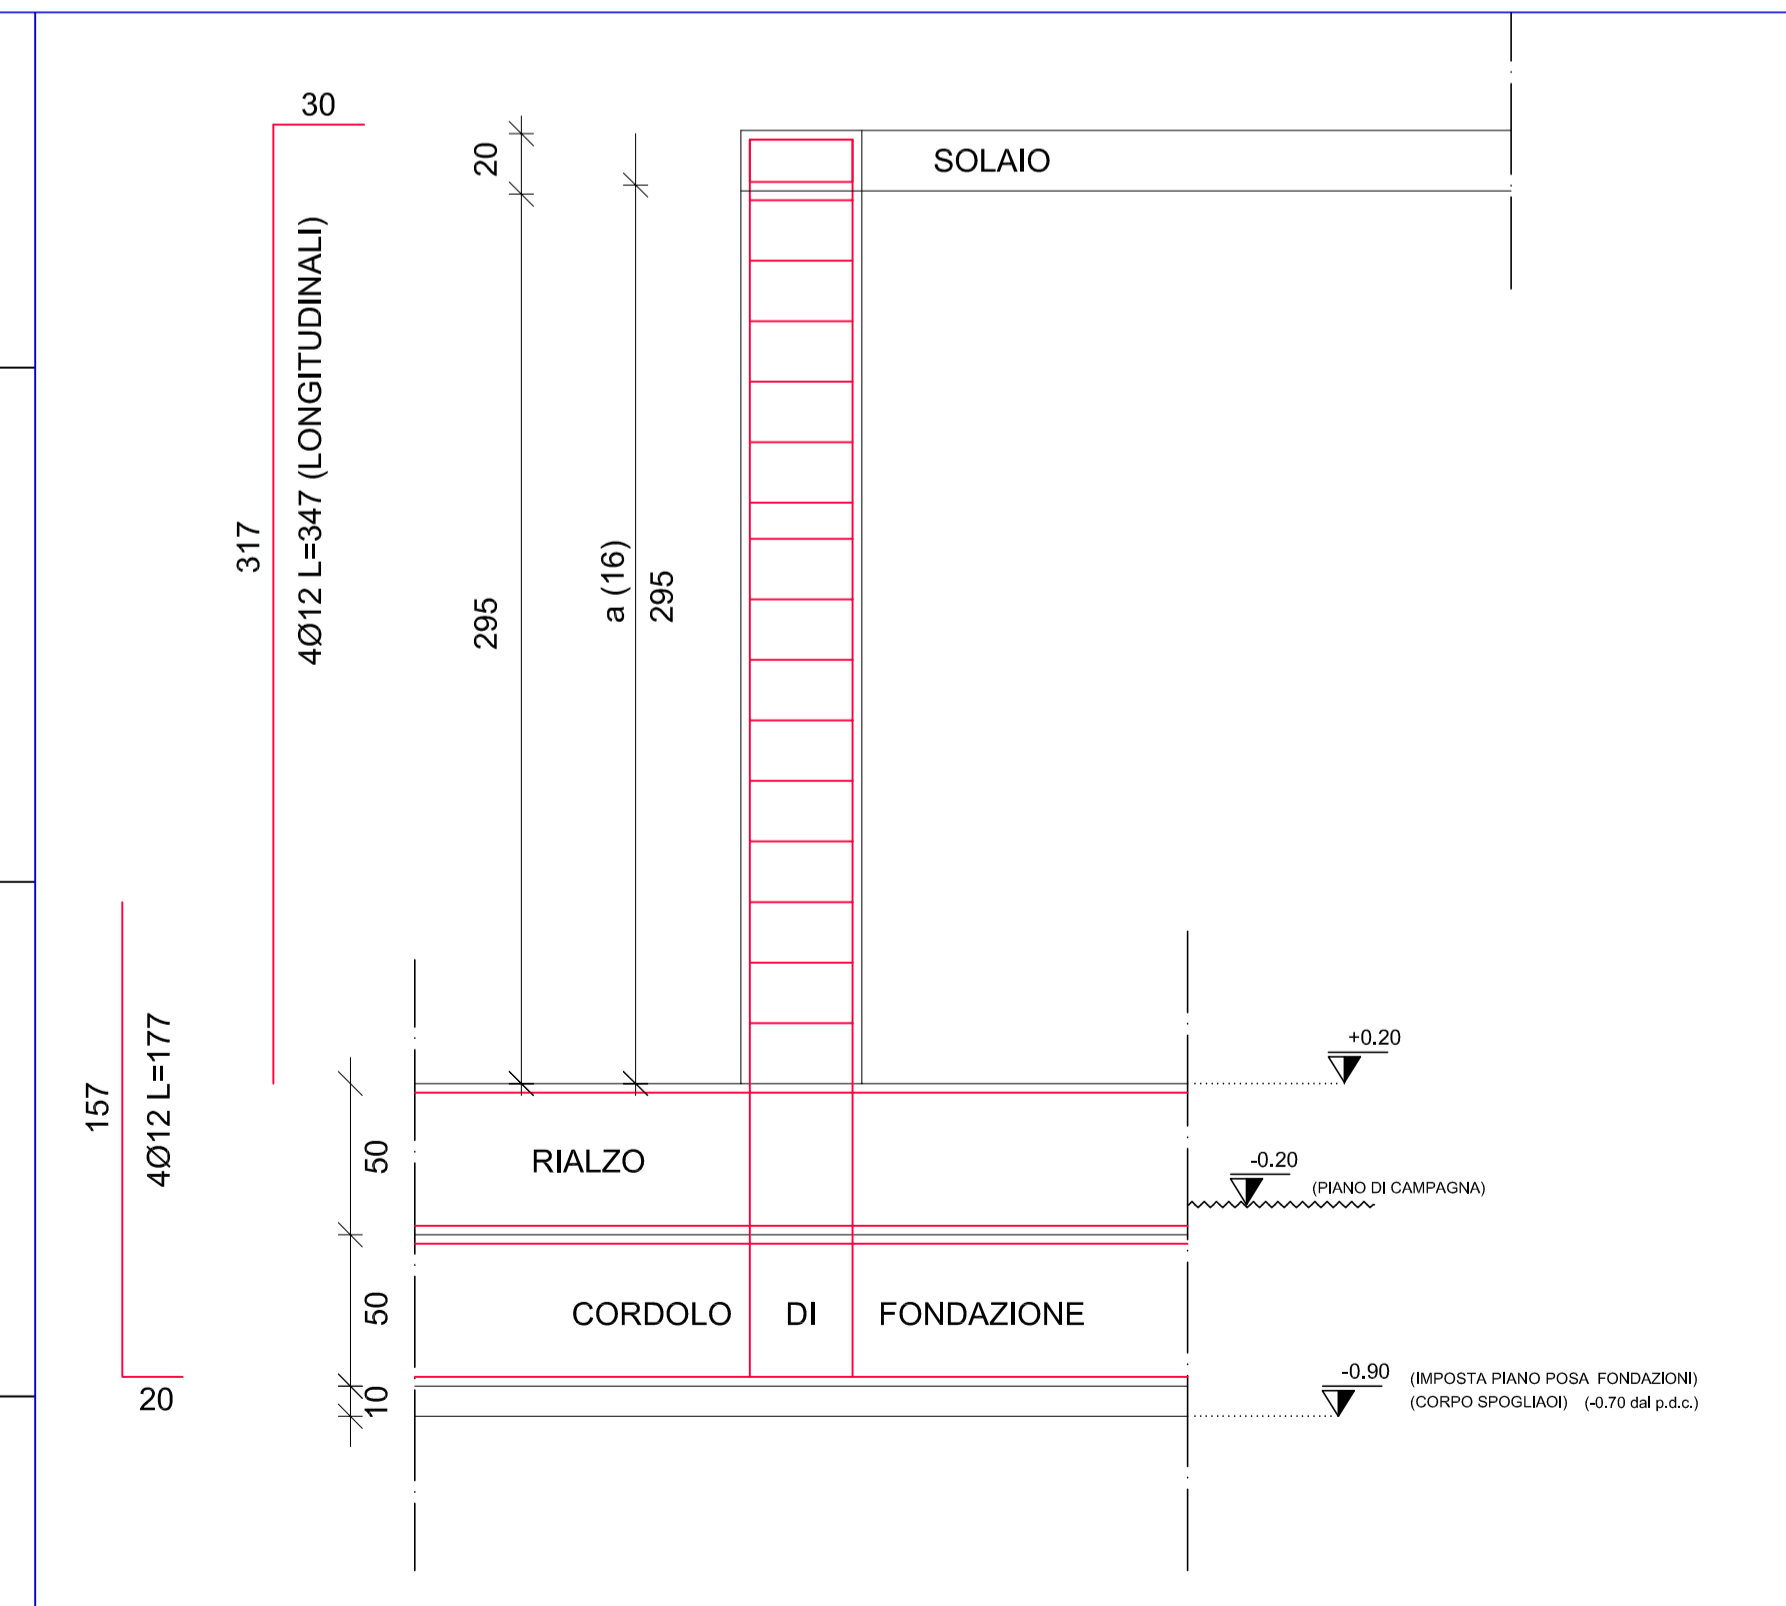 30
20
SOLAIO
4Ø12 L=347 (LONGITUDINALI)
317
295
a (16)
295
+0.20
157
4Ø12 L=177
50
RIALZO
-0.20
(PIANO DI CAMPAGNA)
50
CORDOLO DI FONDAZIONE
20
10
-0.90
(IMPOSTA PIANO POSA FONDAZIONI)
(CORPO SPOGLIAOI) (-0.70 dal p.d.c.)